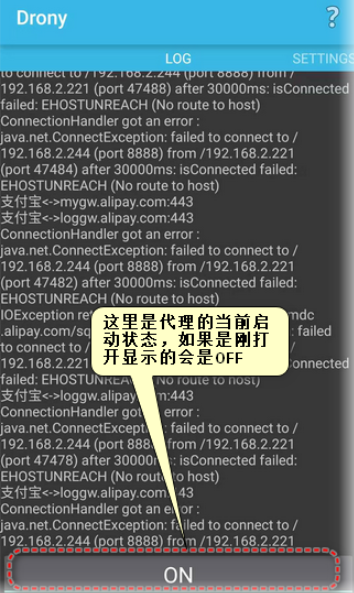 Drony
?
LOG
SETTINGS
to connect to /192.168.2.244 (port 8888) from /
192.168.2.221 (port 47488) after 30000ms: isConnected
failed: EHOSTUNREACH (No route to host)
ConnectionHandler got an error :
java.net.ConnectException: failed to connect to /
192.168.2.244 (port 8888) from /192.168.2.221
(port 47484) after 30000ms: isConnected failed:
EHOSTUNREACH (No route to host)
支付宝<->mygw.alipay.com:443
支付宝<->loggw.alipay.com:443
ConnectionHandler got an error :
java.net.ConnectException: failed to connect to /
192.168.2.244 (port 8888) from /192.168.2.221
(port 47482) after 30000ms: isConnected failed:
EHOSTUNREACH (No route to host)
IOException ret
mdc
.alipay.com/sq
failed
to connect to /
192.168.2.221
failed: EHOSTUNREACH (No route to host)
支付宝<->loggw.alipay.com:443
ConnectionHandler got an error :
java.net.ConnectException: failed to connect to /
192.168.2.244 (port 8888) from /192.168.2.221
(port 47478) after 30000ms: isConnected failed:
EHOSTUNREACH (No route to host)
支付宝<->loggw.alipay.com:443
ConnectionHandler got an error :
java.net.ConnectException: failed to connect to /
192.168.2.244 (port 8888) from /192.168.2.221
这里是代理的当前启
动状态，如果是刚打
开显示的会是OFF
ON